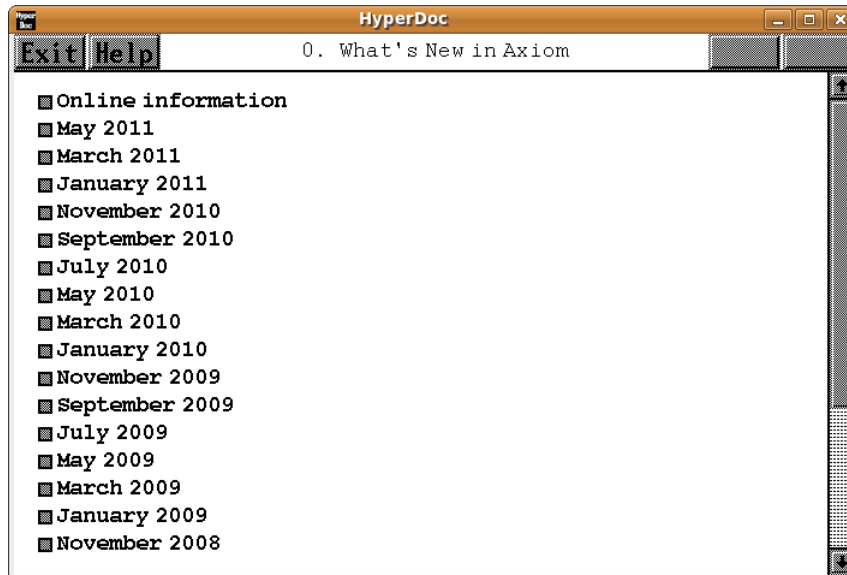 Hyper Doc
HyperDoc
Exit Help
0. What's New in Axiom
Online information
May 2011
March 2011
January 2011
November 2010
September 2010
July 2010
May 2010
March 2010
January 2010
November 2009
September 2009
July 2009
May 2009
March 2009
January 2009
November 2008